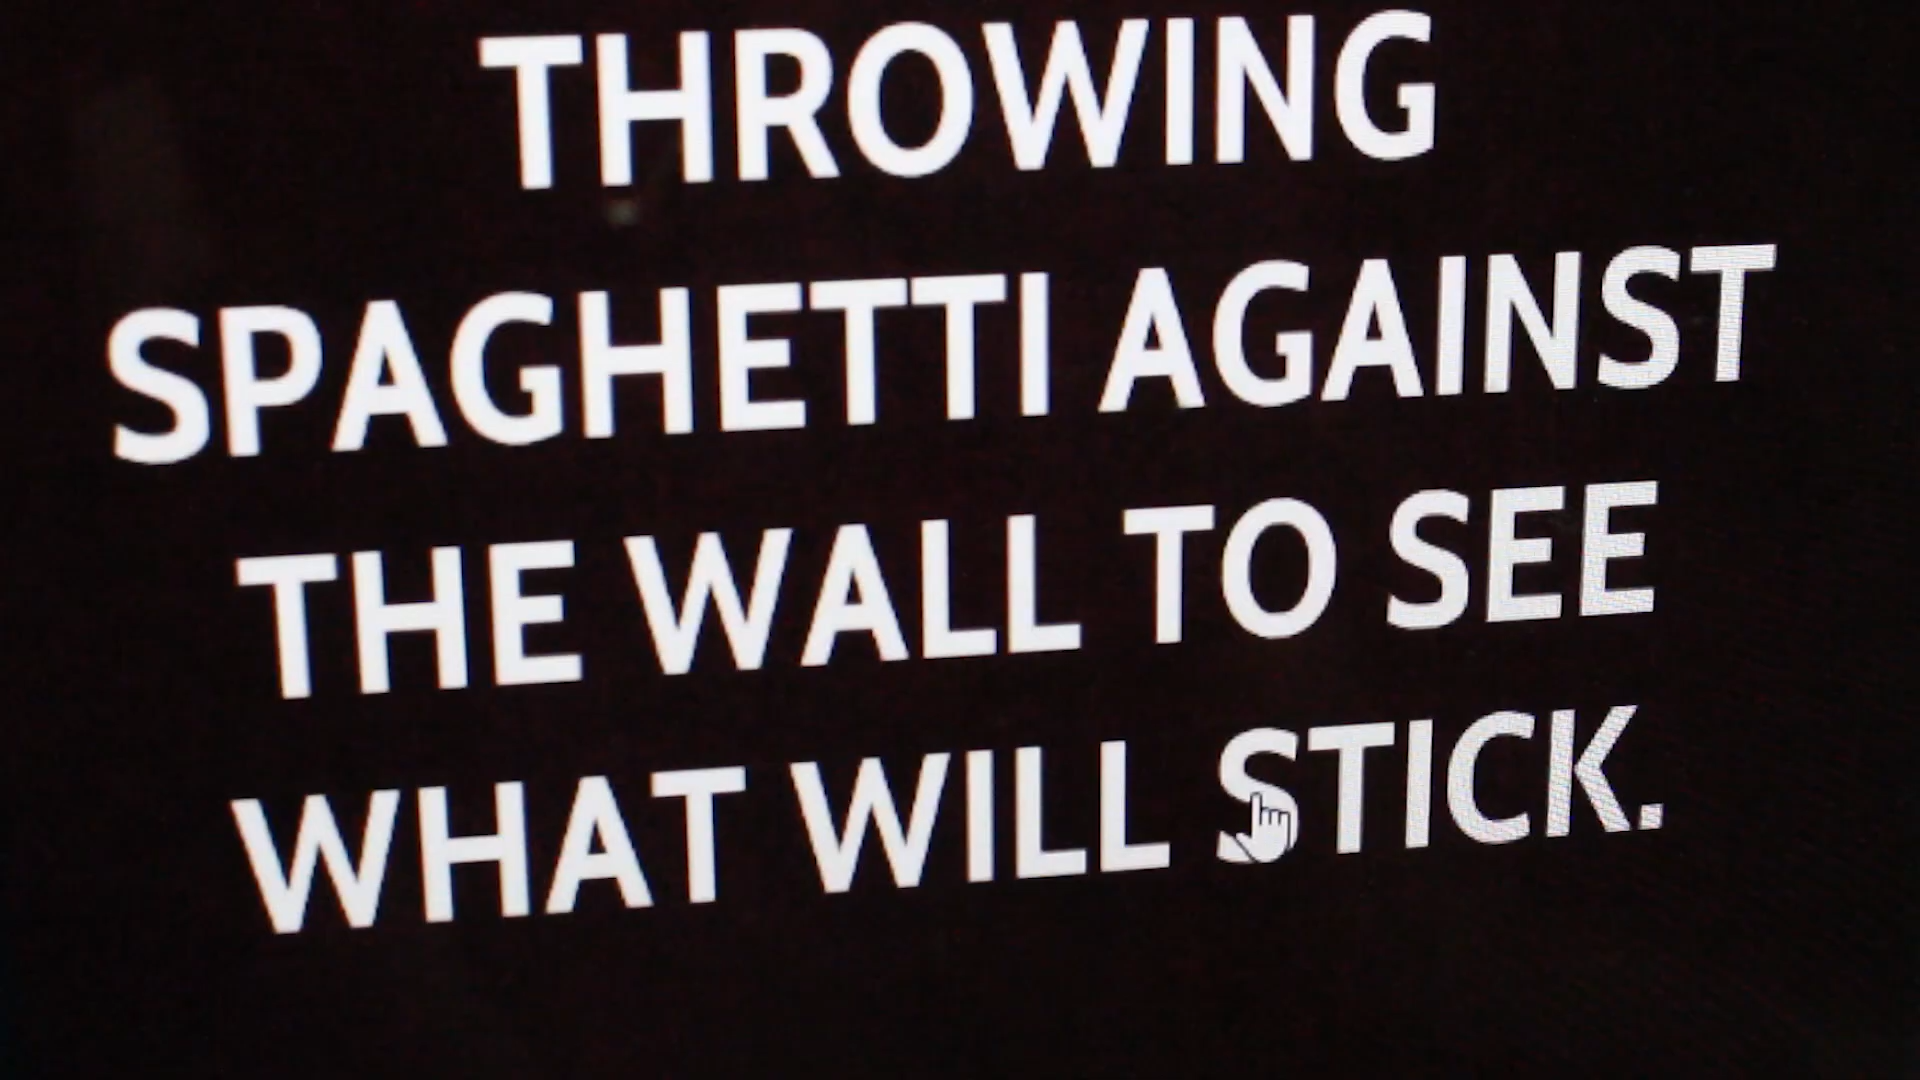 THROWING
SPAGHETTI AGAINST
THE WALL TO SEE
WHAT WILL STICK.